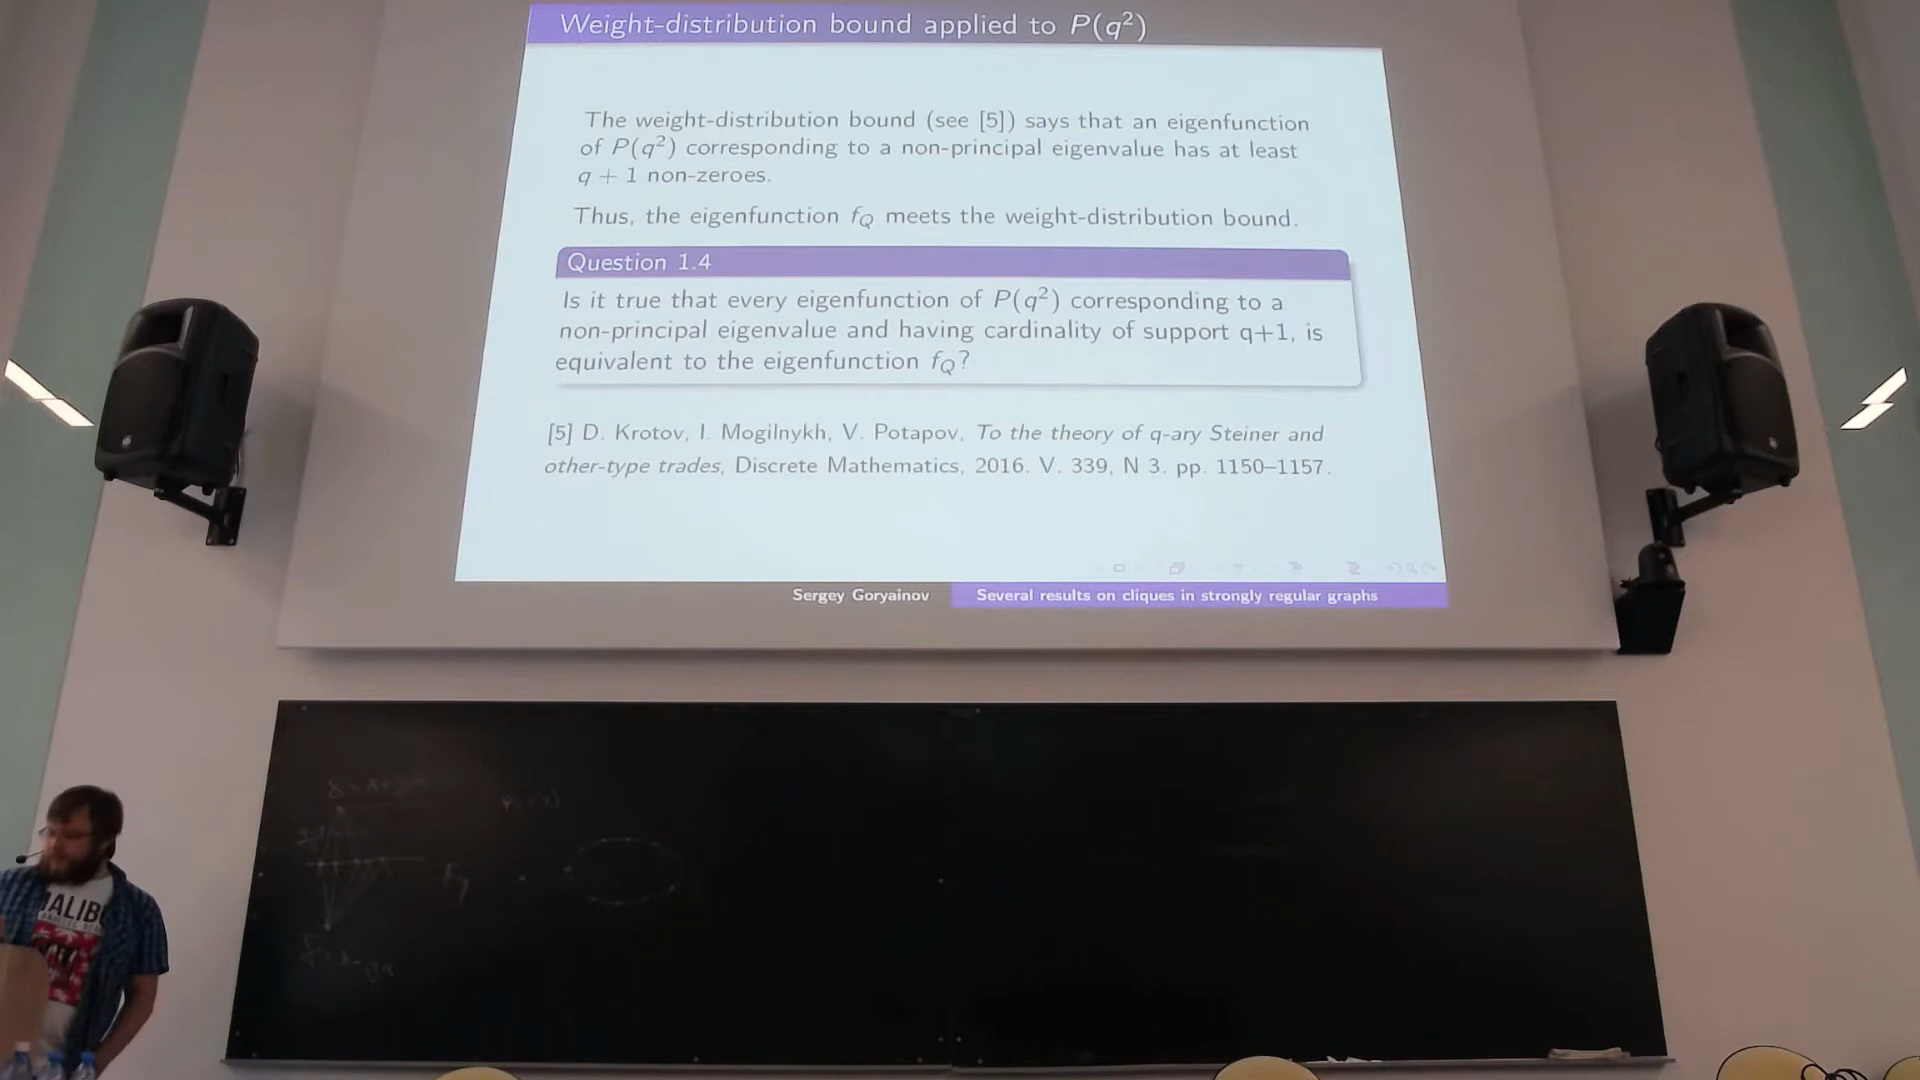 Weight-distribution bound applied to P(q²)
The weight-distribution bound (see [5]) says that an eigenfunction
of P(q²) corresponding to a non-principal eigenvalue has at least
q + 1 non-zeroes.
Thus, the eigenfunction f_Q meets the weight-distribution bound.
Question 1.4
Is it true that every eigenfunction of P(q²) corresponding to a
non-principal eigenvalue and having cardinality of support q+1, is
equivalent to the eigenfunction f_Q?
[5] D. Krotov, I. Mogilnykh, V. Potapov, To the theory of q-ary Steiner and
other-type trades, Discrete Mathematics, 2016. V. 339, N 3. pp. 1150–1157.
Sergey Goryainov
Several results on cliques in strongly regular graphs